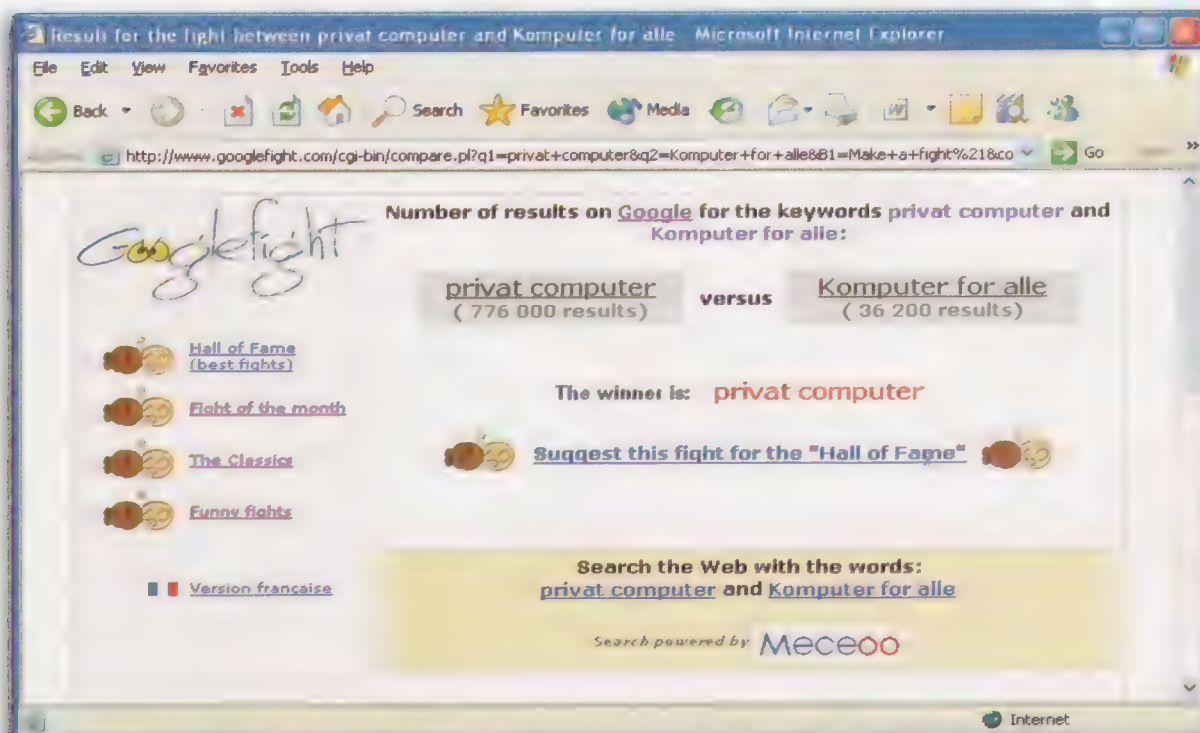 Result for the fight between privat computer and Komputer for alle Microsoft Internet Explorer
File Edit View Favorites Tools Help
Back Search Favorites Media
http://www.googlefight.com/cgi-bin/compare.pl?q1=privat+computer&q2=Komputer+for+alle&B1=Make+a+fight%21&co Go »
Googlefight
Number of results on Google for the keywords privat computer and
Komputer for alle:
privat computer
( 776 000 results)
versus
Komputer for alle
( 36 200 results)
Hall of Fame
(best fights)
Fight of the month
The Classics
Funny fights
Version française
The winner is: privat computer
Suggest this fight for the "Hall of Fame"
Search the Web with the words:
privat computer and Komputer for alle
Search powered by Meceoo
Internet